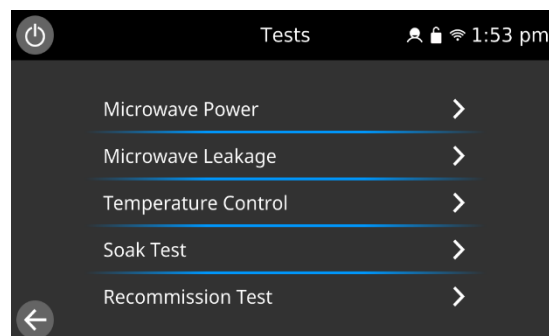 Tests 1:53 pm
Microwave Power
Microwave Leakage
Temperature Control
Soak Test
Recommission Test